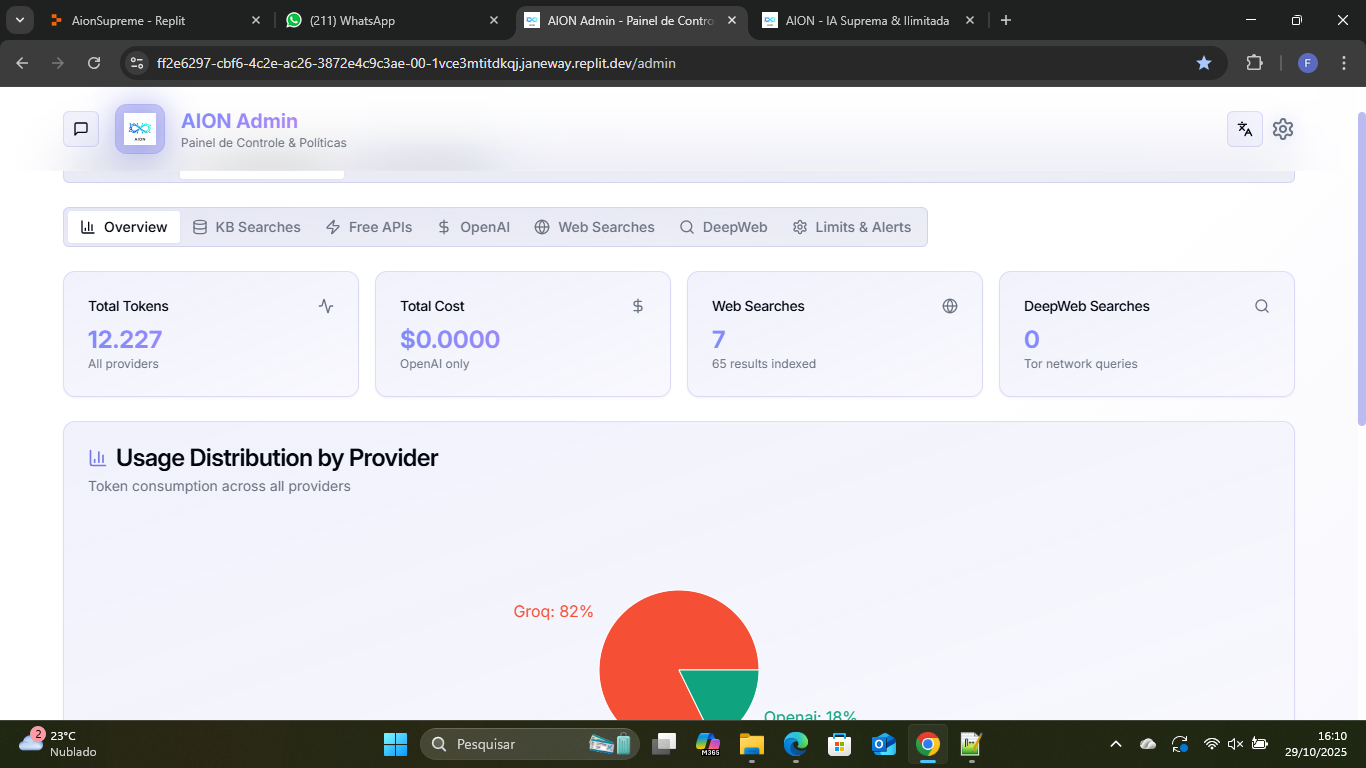 AionSupreme - Replit
(211) WhatsApp
AION Admin - Painel de Contro
AION - IA Suprema & Ilimitada
ff2e6297-cbf6-4c2e-ac26-3872e4c9c3ae-00-1vce3mtitdkqj.janeway.replit.dev/admin
F
AION
AION Admin
Painel de Controle & Políticas
Overview
KB Searches
Free APIs
OpenAI
Web Searches
DeepWeb
Limits & Alerts
Total Tokens
12.227
All providers
Total Cost
$0.0000
OpenAI only
Web Searches
7
65 results indexed
DeepWeb Searches
0
Tor network queries
Usage Distribution by Provider
Token consumption across all providers
Groq: 82%
Openai: 18%
2
23°C
Nublado
Pesquisar
M365
16:10
29/10/2025